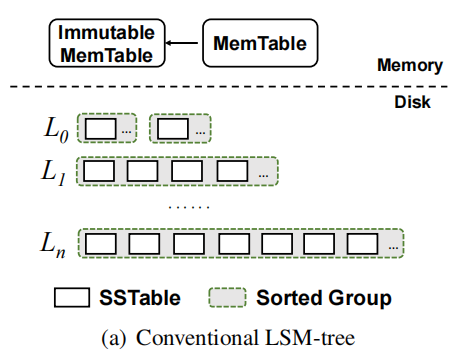 Immutable
MemTable
MemTable
Memory
Disk
L0 ... ...
L1 ...
......
Ln ...
SSTable Sorted Group
(a) Conventional LSM-tree